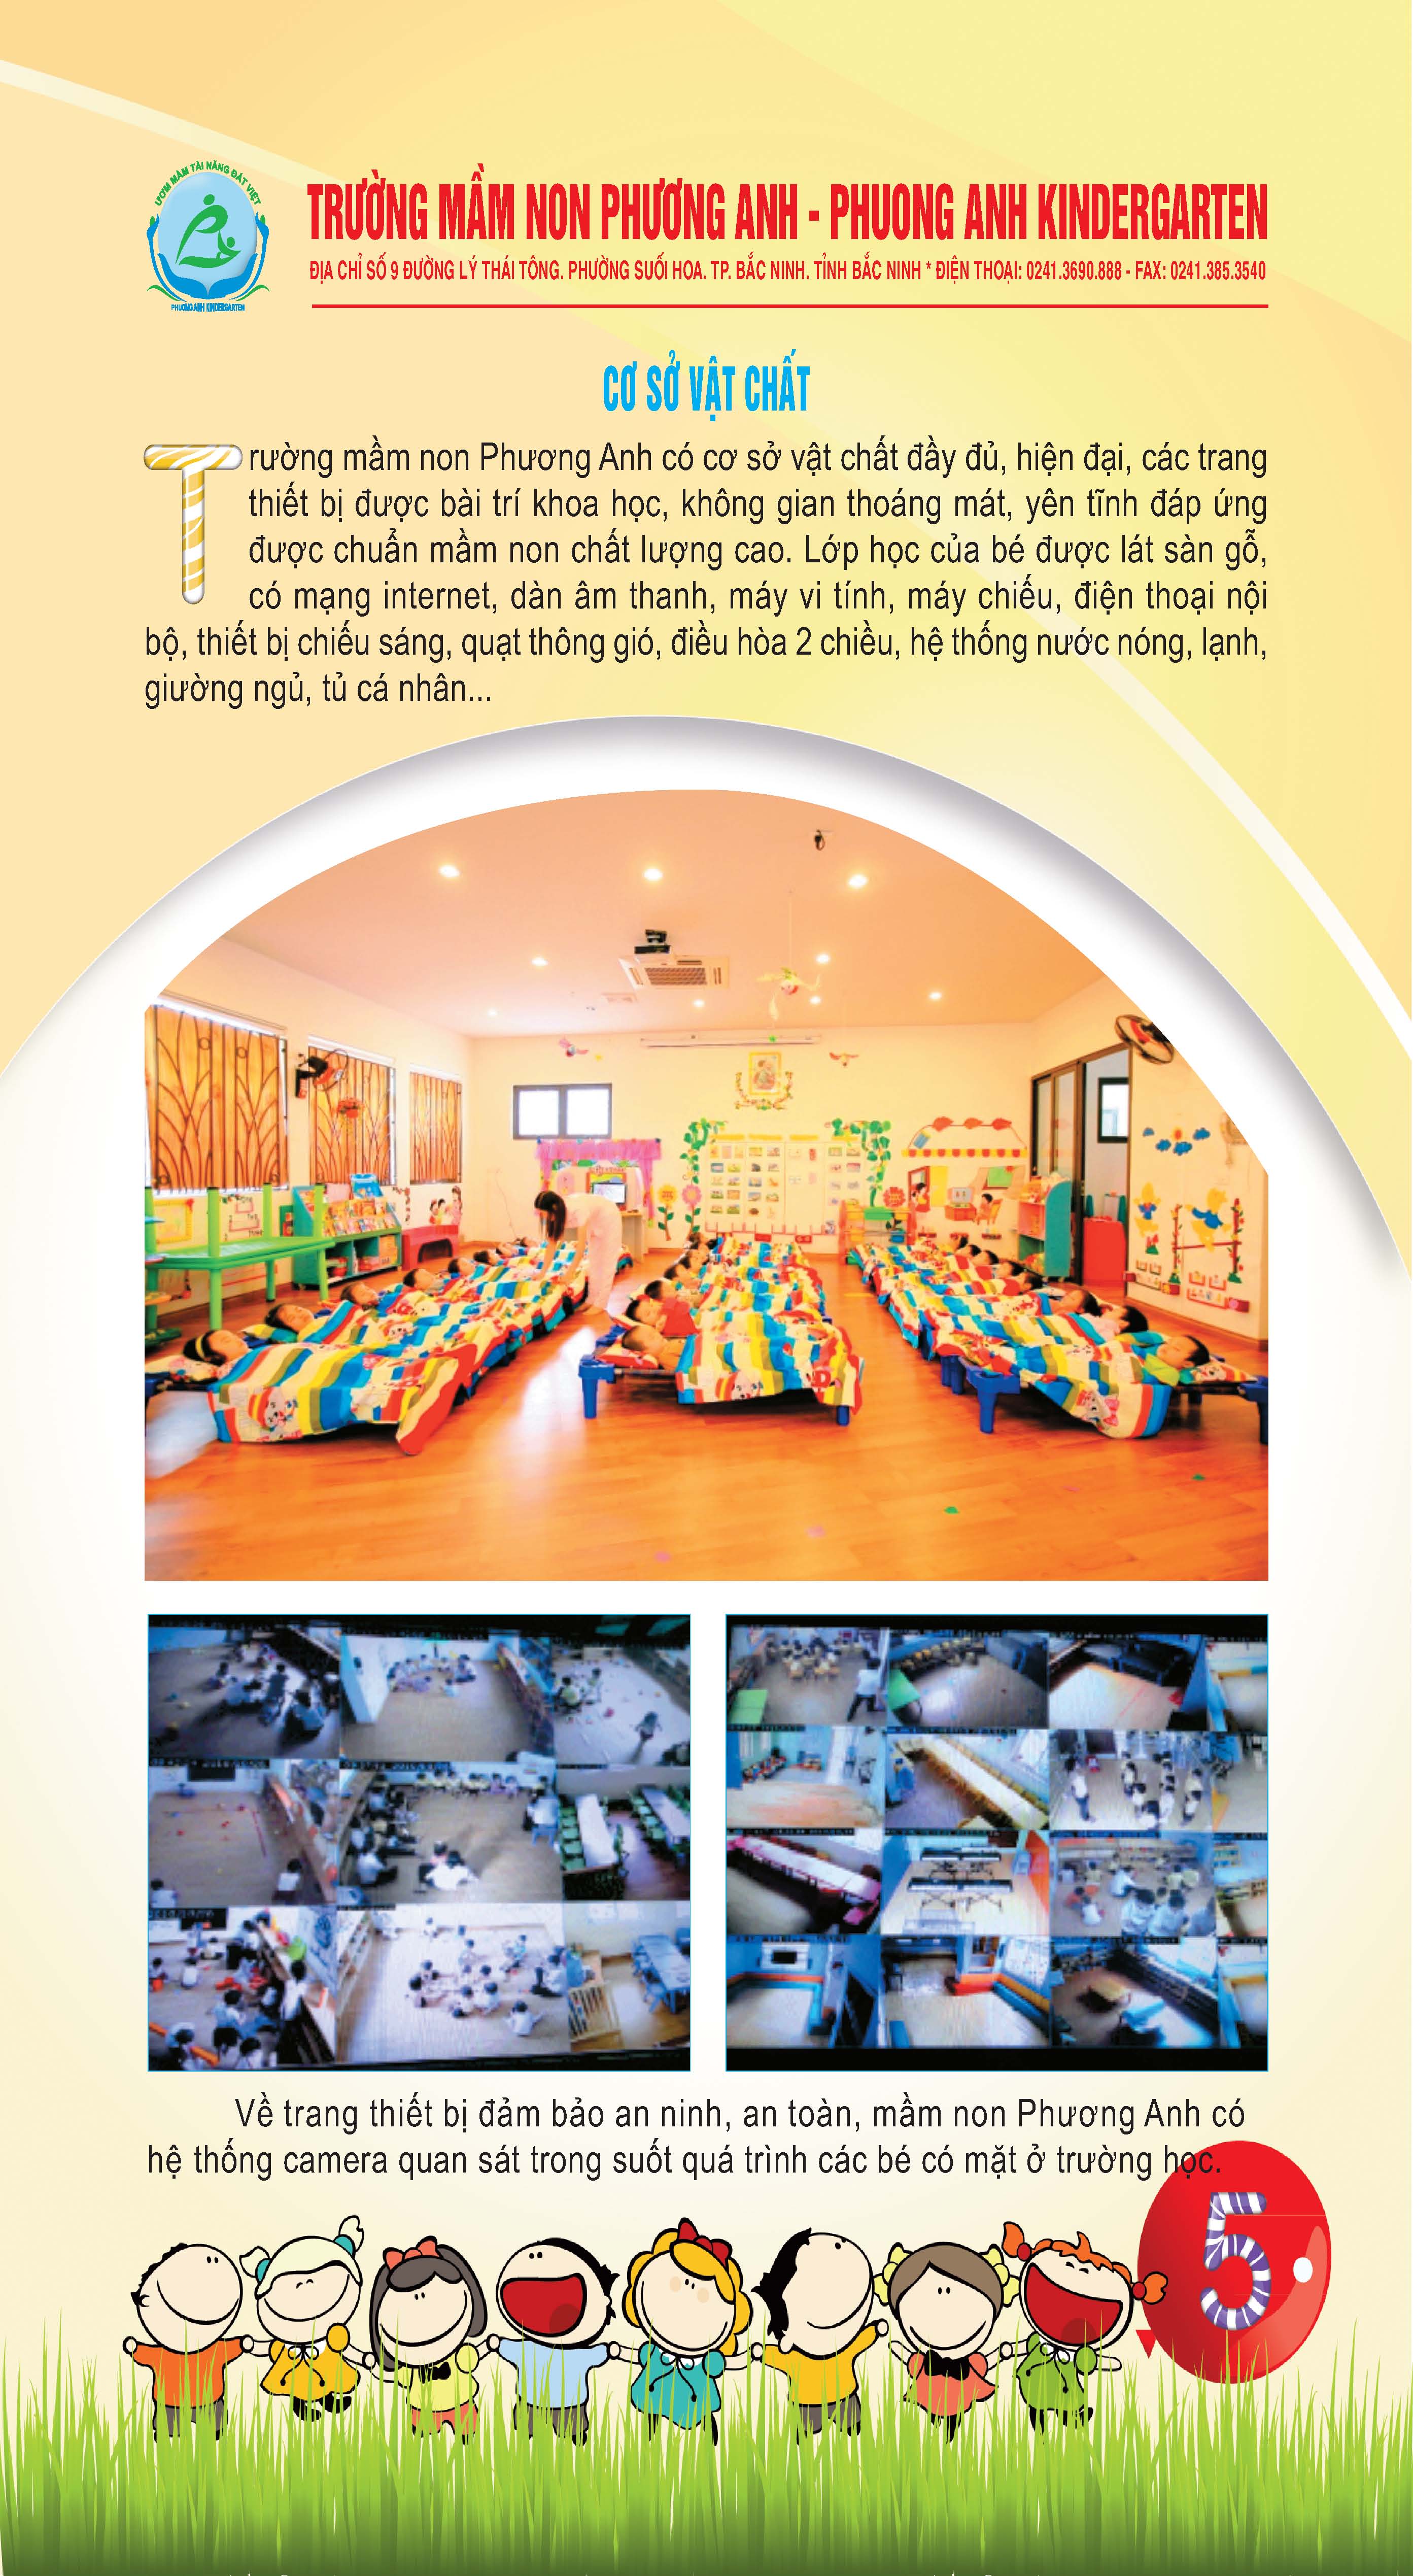 ƯƠM MẦM TÀI NĂNG ĐẤT VIỆT
PHUONG ANH KINDERGARTEN
TRƯỜNG MẦM NON PHƯƠNG ANH - PHUONG ANH KINDERGARTEN
ĐỊA CHỈ SỐ 9 ĐƯỜNG LÝ THÁI TÔNG. PHƯỜNG SUỐI HOA. TP. BẮC NINH. TỈNH BẮC NINH * ĐIỆN THOẠI: 0241.3690.888 - FAX: 0241.385.3540
CƠ SỞ VẬT CHẤT
Trường mầm non Phương Anh có cơ sở vật chất đầy đủ, hiện đại, các trang
thiết bị được bài trí khoa học, không gian thoáng mát, yên tĩnh đáp ứng
được chuẩn mầm non chất lượng cao. Lớp học của bé được lát sàn gỗ,
có mạng internet, dàn âm thanh, máy vi tính, máy chiếu, điện thoại nội
bộ, thiết bị chiếu sáng, quạt thông gió, điều hòa 2 chiều, hệ thống nước nóng, lạnh,
giường ngủ, tủ cá nhân...
Về trang thiết bị đảm bảo an ninh, an toàn, mầm non Phương Anh có
hệ thống camera quan sát trong suốt quá trình các bé có mặt ở trường học.
5